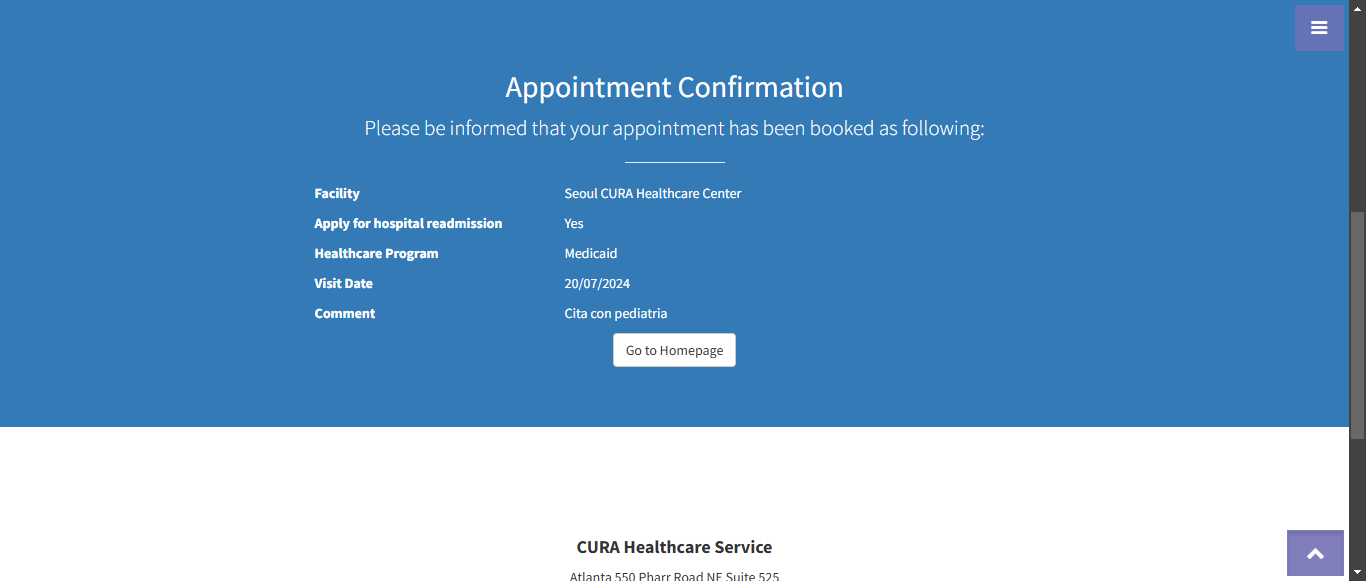 Appointment Confirmation
Please be informed that your appointment has been booked as following:
Facility Seoul CURA Healthcare Center
Apply for hospital readmission Yes
Healthcare Program Medicaid
Visit Date 20/07/2024
Comment Cita con pediatria
Go to Homepage
CURA Healthcare Service
Atlanta 550 Pharr Road NE Suite 525